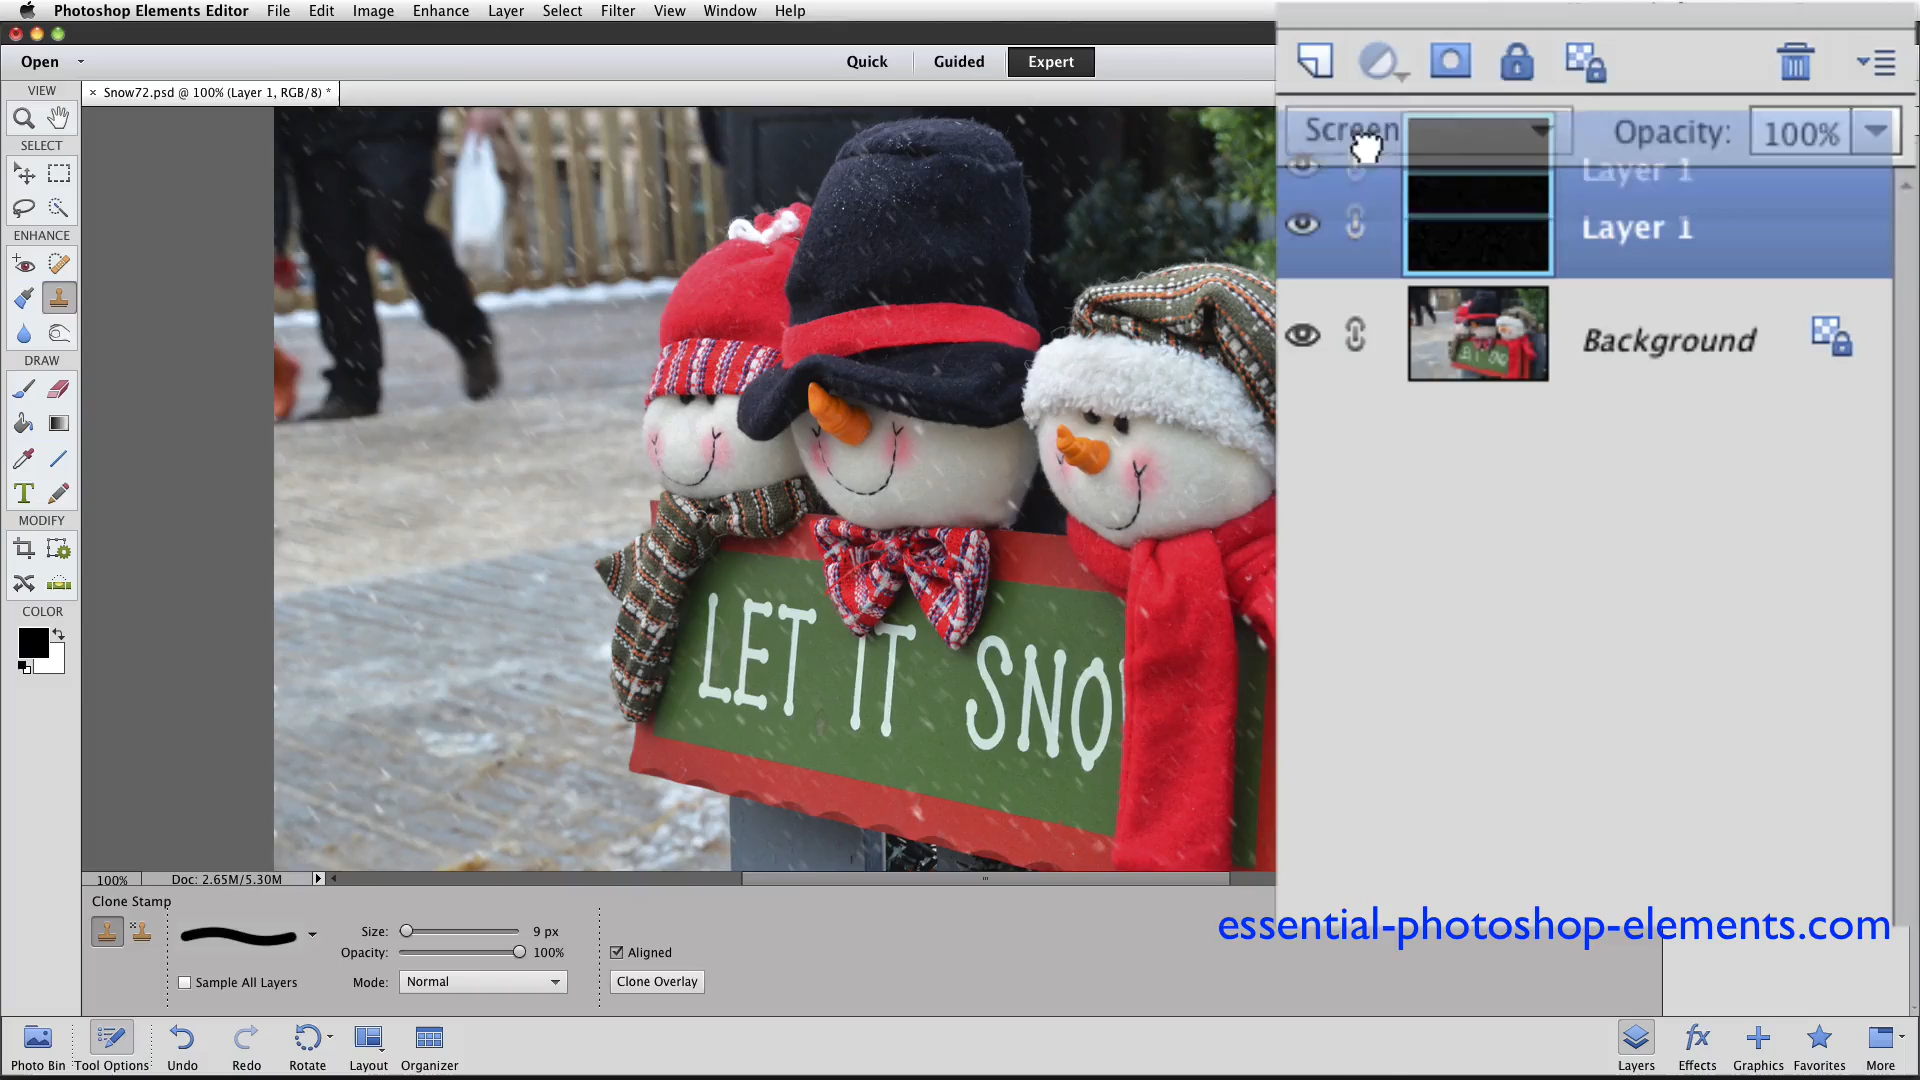 Photoshop Elements Editor File Edit Image Enhance Layer Select Filter View Window Help
Open Quick Guided Expert
× Snow72.psd @ 100% (Layer 1, RGB/8) *
VIEW
SELECT
ENHANCE
DRAW
T
MODIFY
COLOR
Screen Opacity: 100%
Layer 1
Layer 1
Background
LET IT SNO
100% Doc: 2.65M/5.30M
Clone Stamp
Size: 9 px
Opacity: 100%
Sample All Layers Mode: Normal
Aligned
Clone Overlay
essential-photoshop-elements.com
fx
Photo Bin Tool Options Undo Redo Rotate Layout Organizer Layers Effects Graphics Favorites More